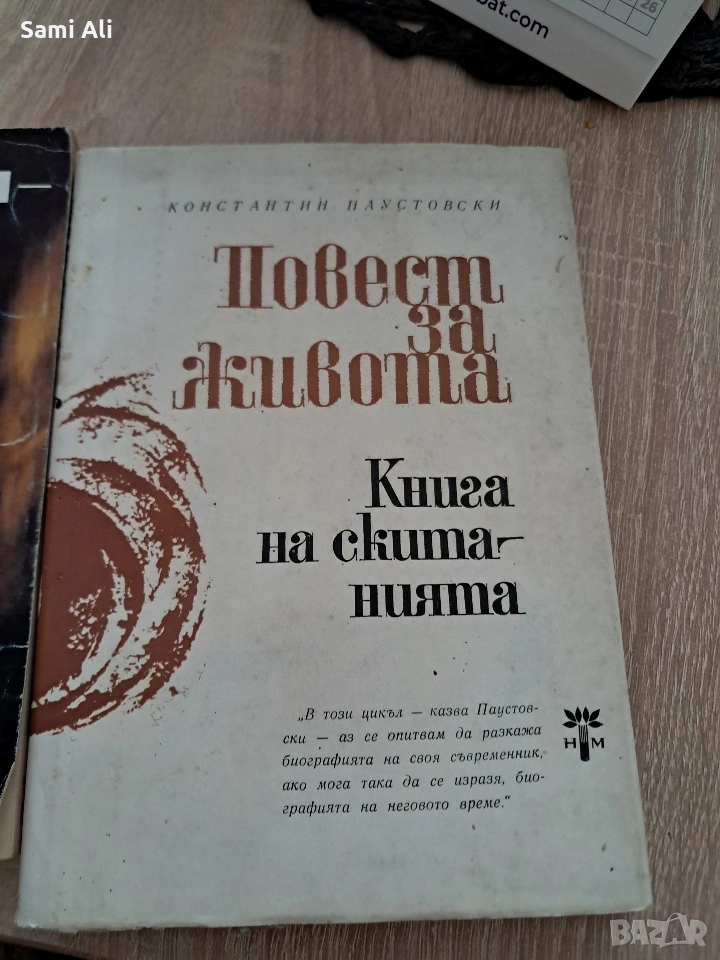 Sami Ali
bat.com
26
КОНСТАНТИН ПАУСТОВСКИ
Повест
за
живота
Книга
на скита-
нията
„В този цикъл — казва Паустов-
ски — аз се опитвам да разкажа
биографията на своя съвременник,
ако мога така да се изразя, био-
графията на неговото време.“
Н М
BAZAR